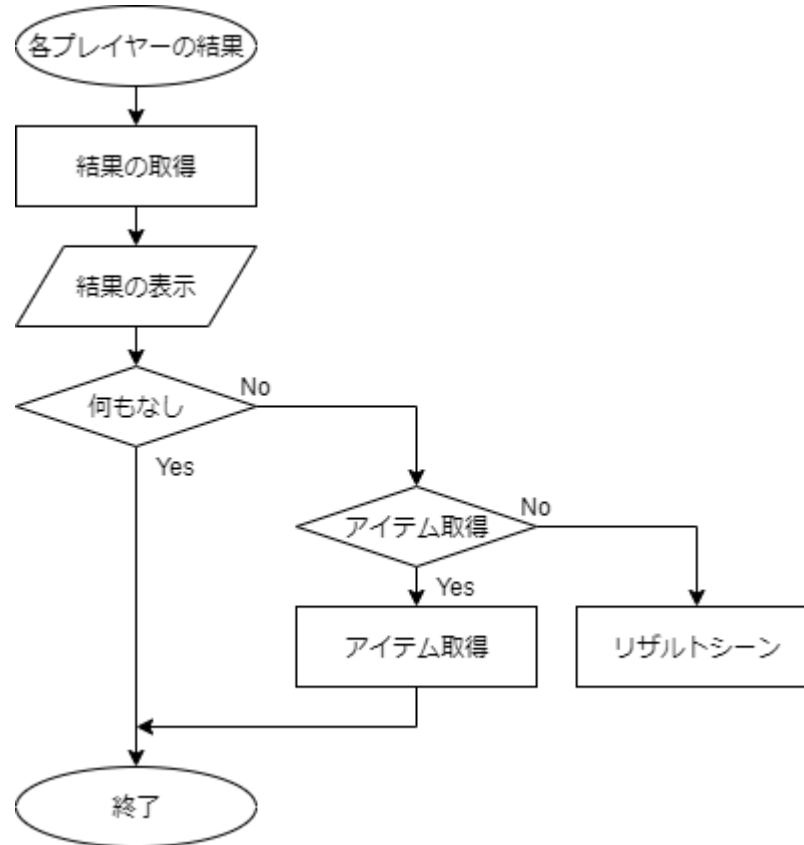 各プレイヤーの結果
結果の取得
結果の表示
何もなし
No
Yes
アイテム取得
No
Yes
アイテム取得
リザルトシーン
終了